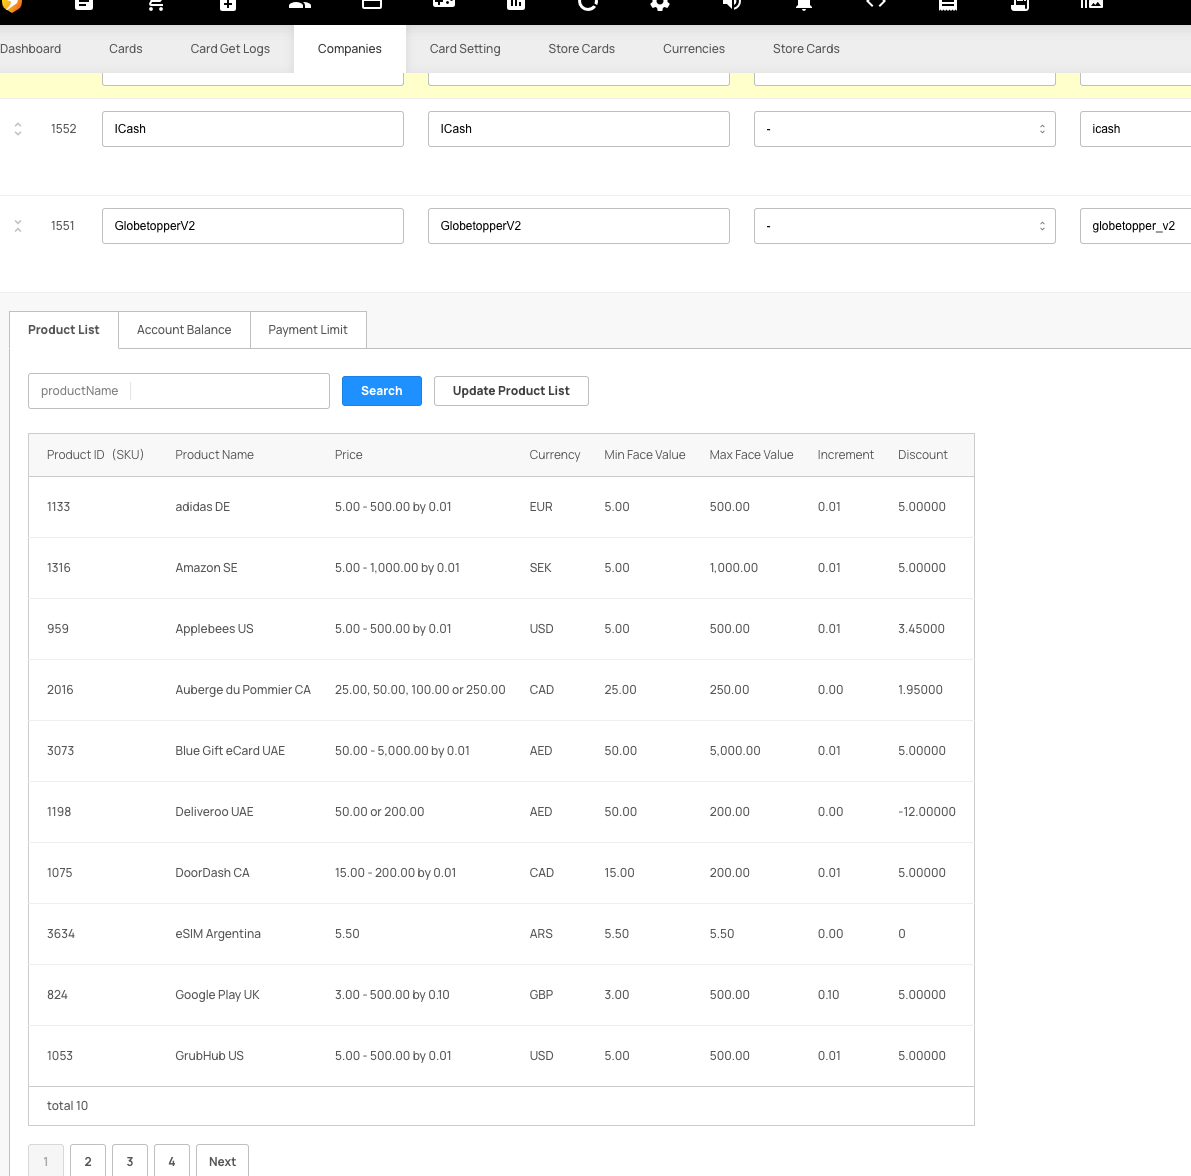 Dashboard Cards Card Get Logs Companies Card Setting Store Cards Currencies Store Cards
1552 ICash ICash - icash
1551 GlobetopperV2 GlobetopperV2 - globetopper_v2
Product List Account Balance Payment Limit
productName Search Update Product List
Product ID (SKU) Product Name Price Currency Min Face Value Max Face Value Increment Discount
1133 adidas DE 5.00 - 500.00 by 0.01 EUR 5.00 500.00 0.01 5.00000
1316 Amazon SE 5.00 - 1,000.00 by 0.01 SEK 5.00 1,000.00 0.01 5.00000
959 Applebees US 5.00 - 500.00 by 0.01 USD 5.00 500.00 0.01 3.45000
2016 Auberge du Pommier CA 25.00, 50.00, 100.00 or 250.00 CAD 25.00 250.00 0.00 1.95000
3073 Blue Gift eCard UAE 50.00 - 5,000.00 by 0.01 AED 50.00 5,000.00 0.01 5.00000
1198 Deliveroo UAE 50.00 or 200.00 AED 50.00 200.00 0.00 -12.00000
1075 DoorDash CA 15.00 - 200.00 by 0.01 CAD 15.00 200.00 0.01 5.00000
3634 eSIM Argentina 5.50 ARS 5.50 5.50 0.00 0
824 Google Play UK 3.00 - 500.00 by 0.10 GBP 3.00 500.00 0.10 5.00000
1053 GrubHub US 5.00 - 500.00 by 0.01 USD 5.00 500.00 0.01 5.00000
total 10
1 2 3 4 Next